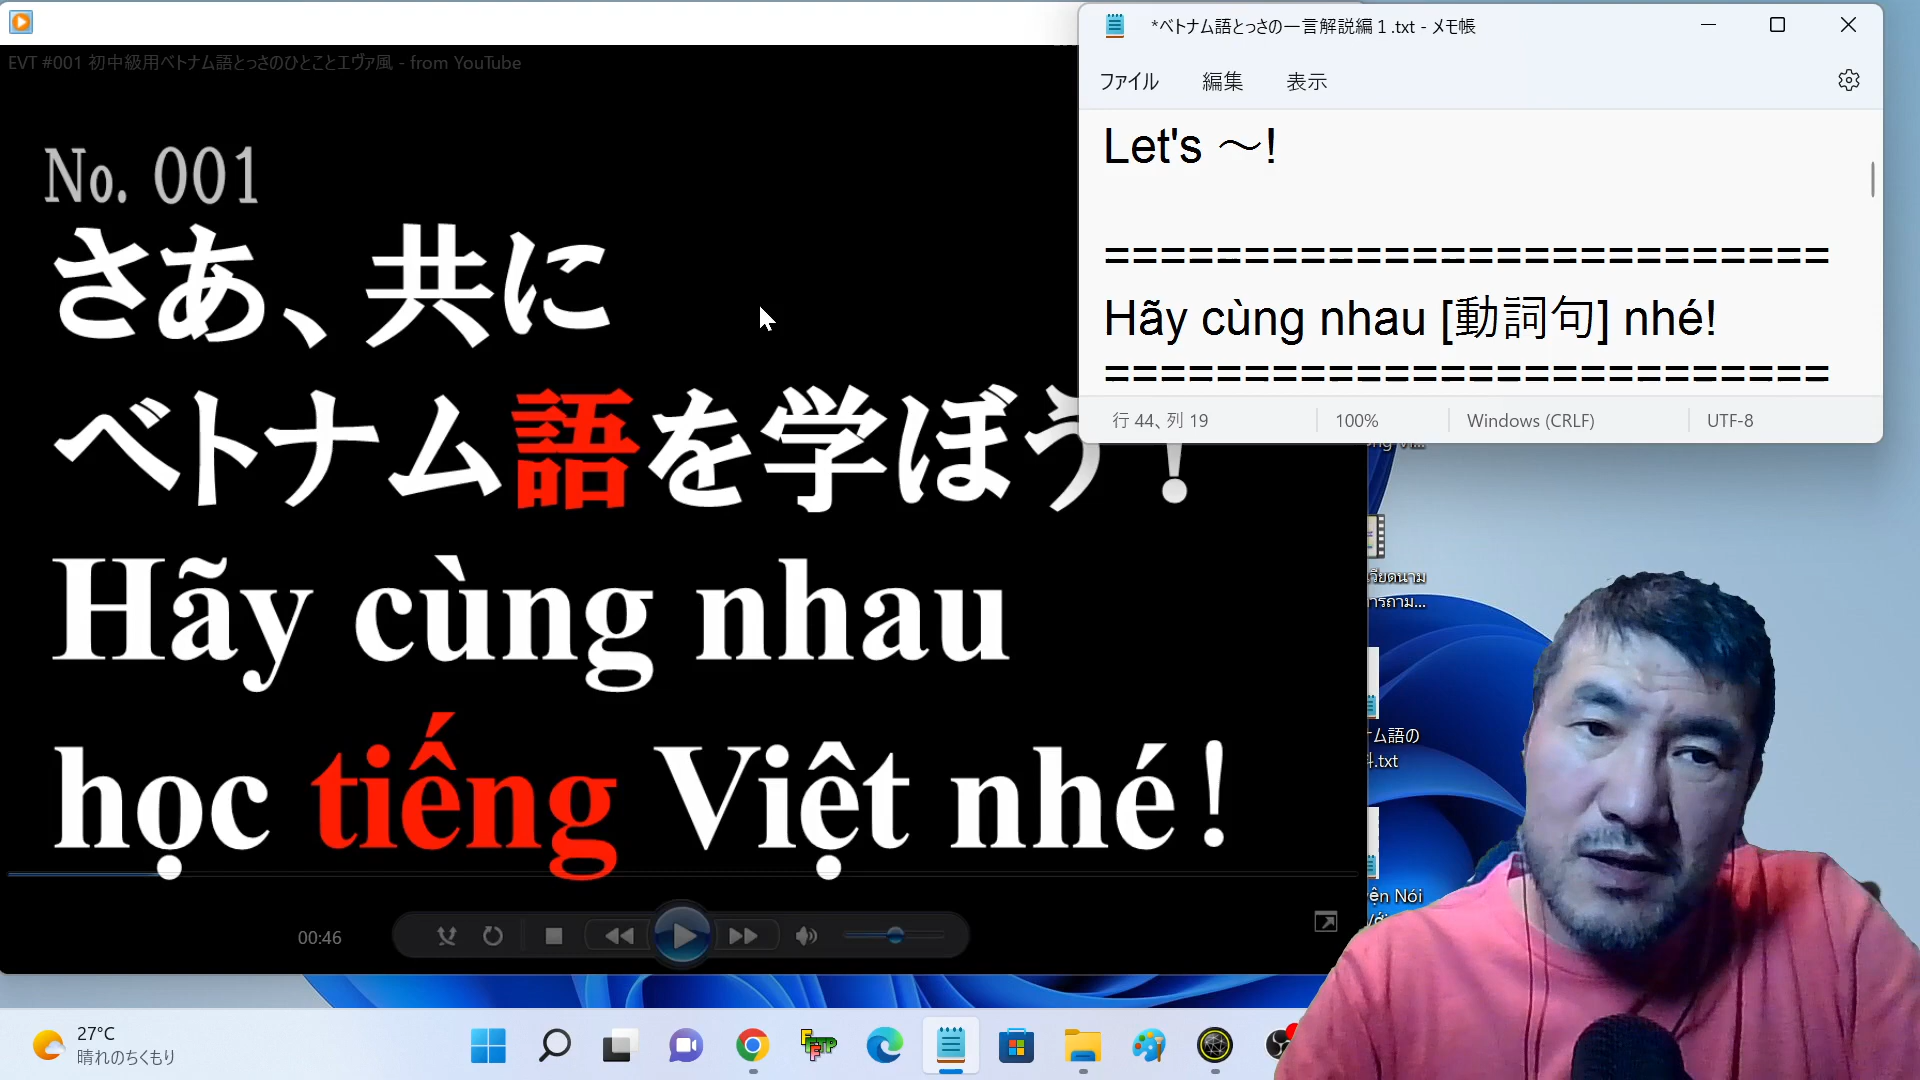 EVT #001 初中級用ベトナム語とっさのひとことエヴァ風 - from YouTube
No. 001
さあ、共に
ベトナム語を学ぼう！
Hãy cùng nhau
học tiếng Việt nhé！
00:46
*ベトナム語とっさの一言解説編１.txt - メモ帳
ファイル
編集
表示
Let's ～!
==========================
Hãy cùng nhau [動詞句] nhé!
==========================
行 44、列 19
100%
Windows (CRLF)
UTF-8
ム語の
.txt
ện Nói
27°C
晴れのちくもり